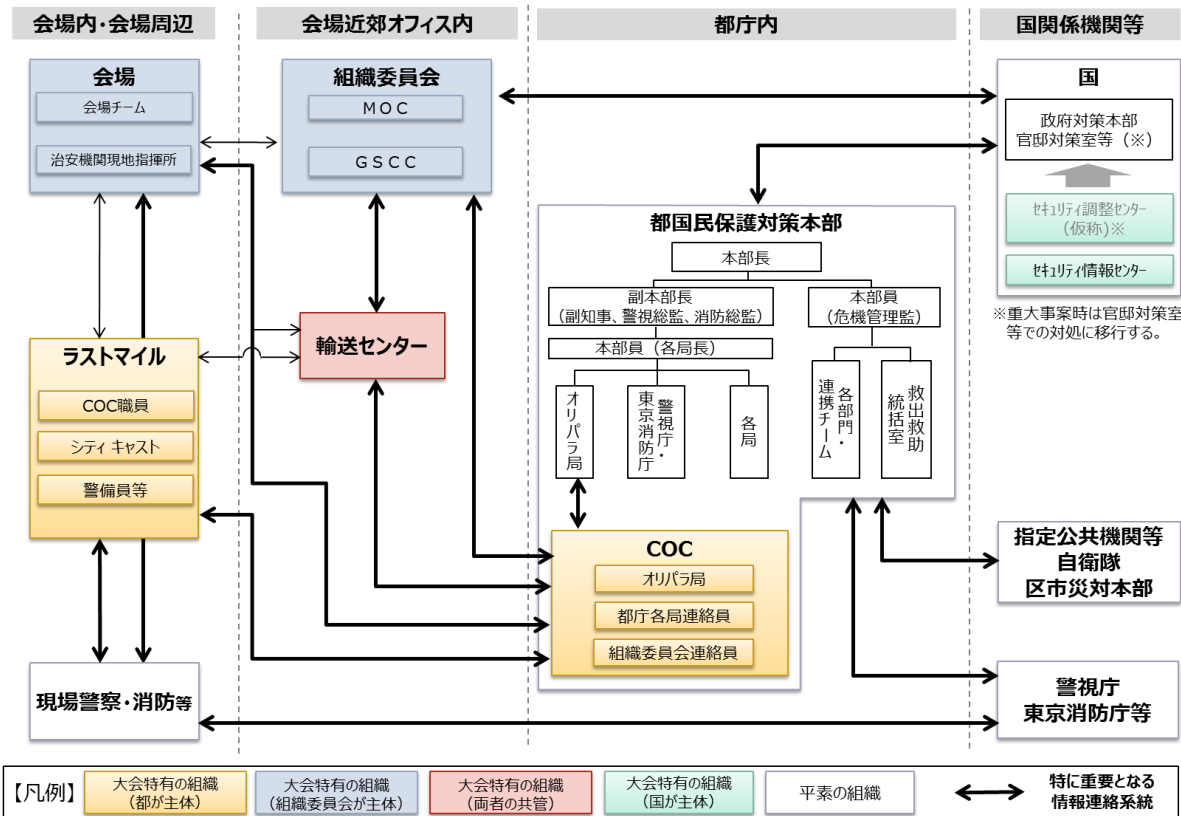 会場内・会場周辺
会場近郊オフィス内
都庁内
国関係機関等
会場
会場チーム
治安機関現地指揮所
組織委員会
ＭＯＣ
ＧＳＣＣ
国
政府対策本部
官邸対策室等（※）
セキュリティ調整センター
(仮称)※
セキュリティ情報センター
※重大事案時は官邸対策室
等での対処に移行する。
都国民保護対策本部
本部長
副本部長
（副知事、警視総監、消防総監）
本部員
（危機管理監）
本部員（各局長）
オリパラ局
警視庁・
東京消防庁
各局
各部門・
連携チーム
救出救助
統括室
輸送センター
ラストマイル
COC職員
シティ キャスト
警備員等
COC
オリパラ局
都庁各局連絡員
組織委員会連絡員
指定公共機関等
自衛隊
区市災対本部
現場警察・消防等
警視庁
東京消防庁等
【凡例】
大会特有の組織
（都が主体）
大会特有の組織
（組織委員会が主体）
大会特有の組織
（両者の共管）
大会特有の組織
（国が主体）
平素の組織
特に重要となる
情報連絡系統